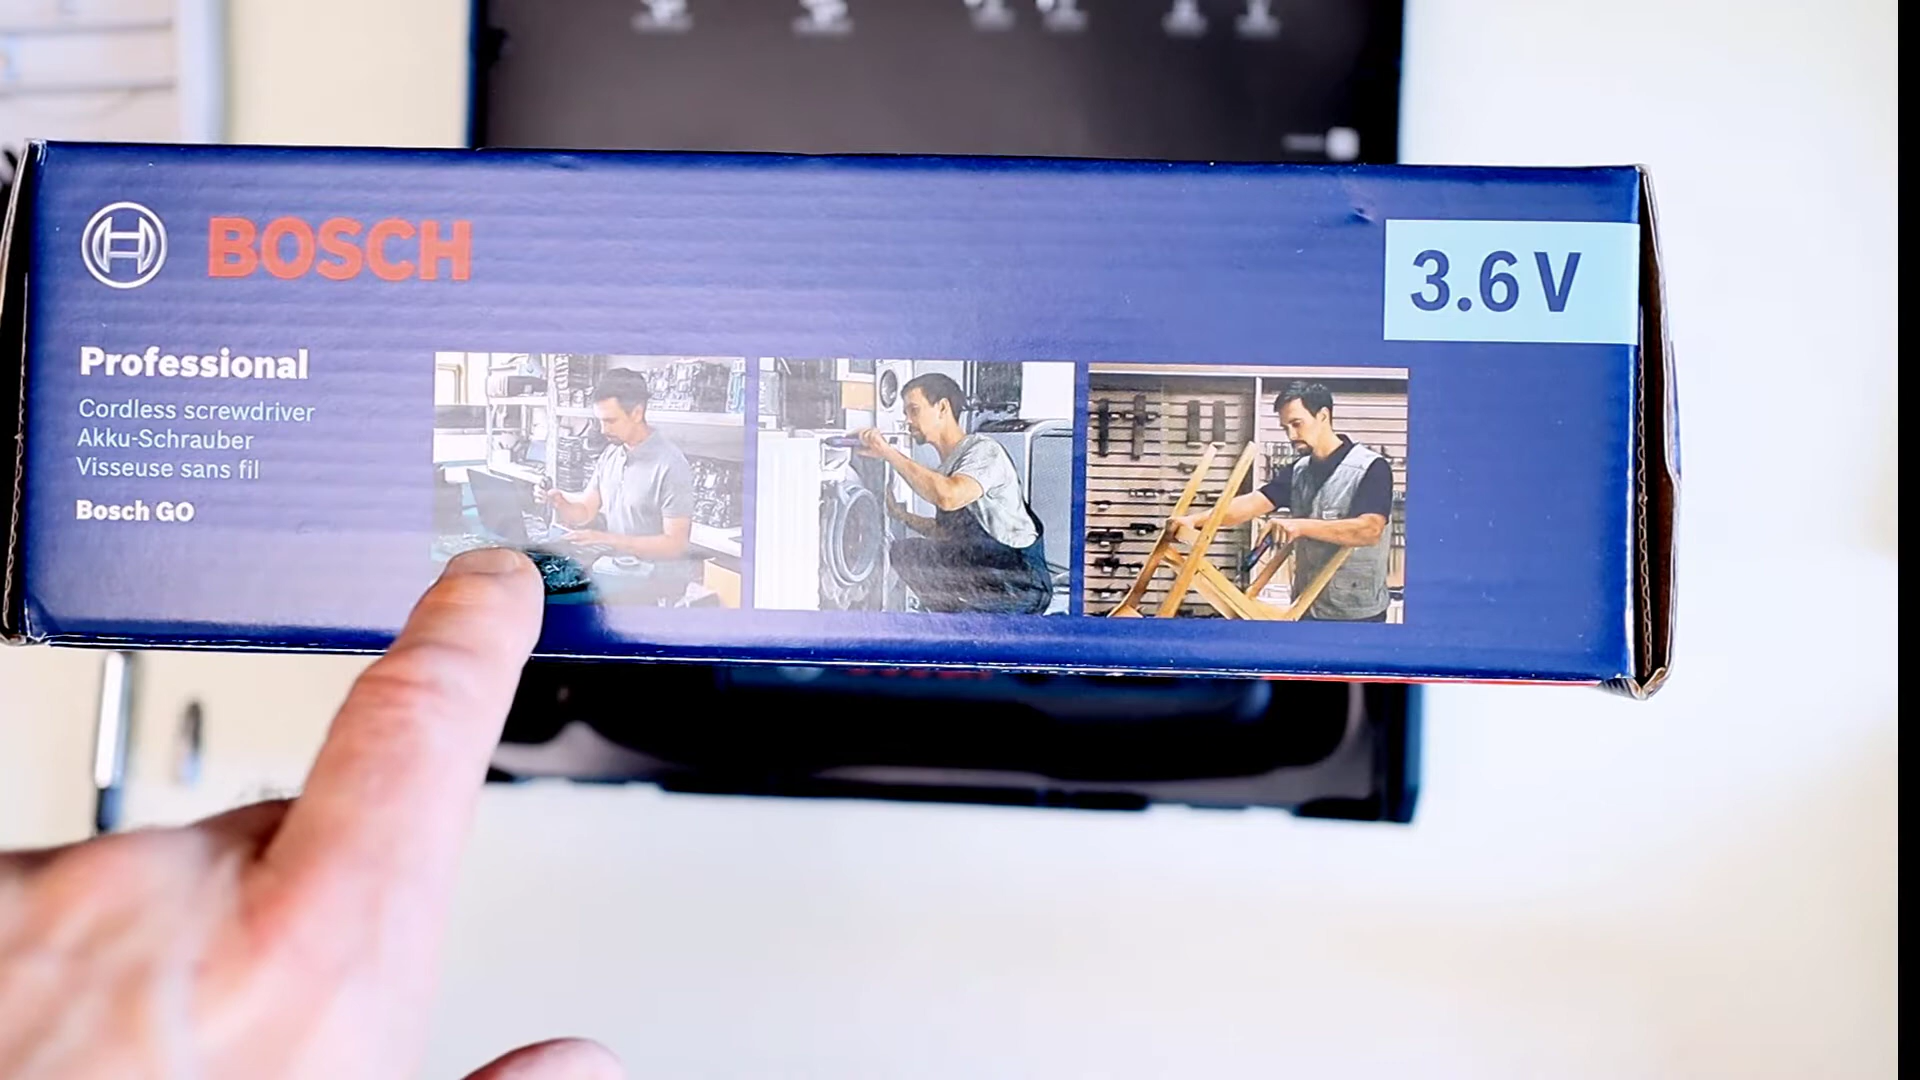 BOSCH
3.6 V
Professional
Cordless screwdriver
Akku-Schrauber
Visseuse sans fil
Bosch GO